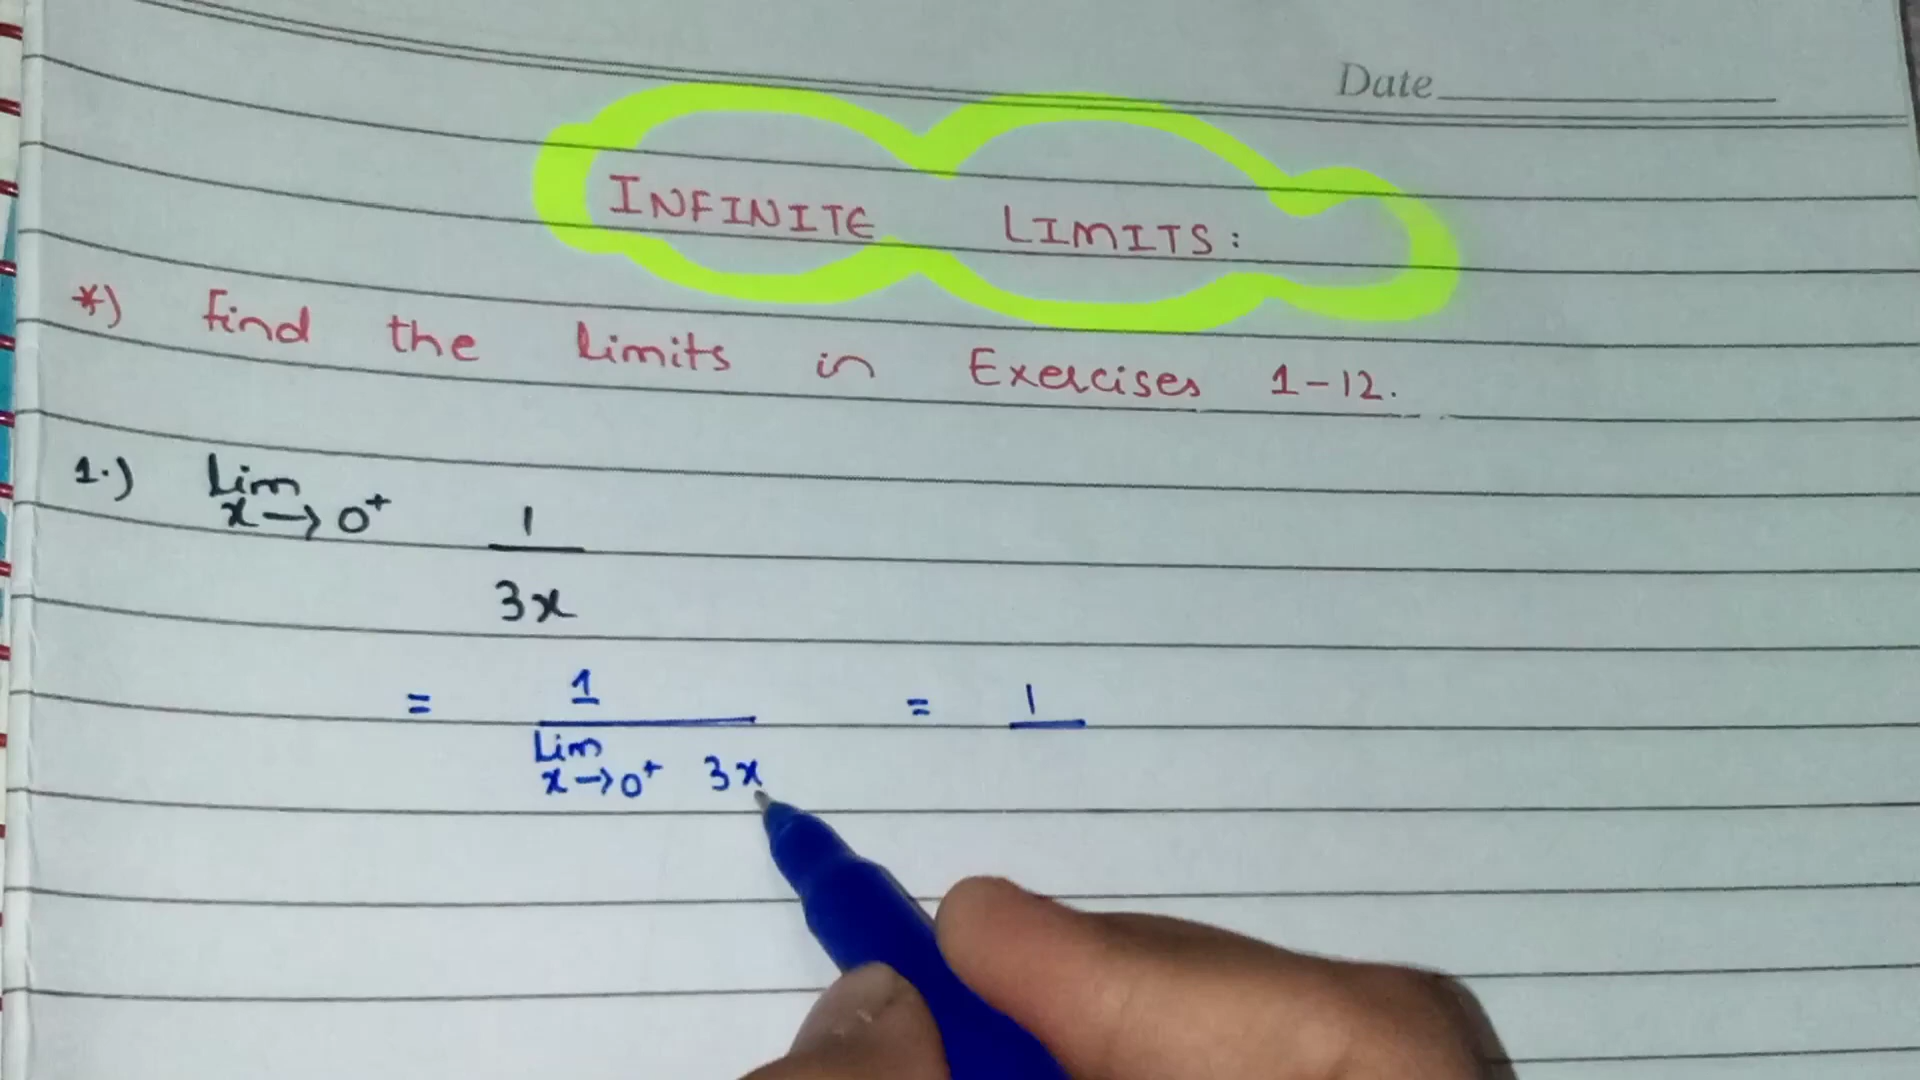 Date
INFINITE LIMITS:
*) Find the limits in Exercises 1-12.
1.) Lim x→0⁺ 1/3x
= 1/Lim x→0⁺ 3x = 1